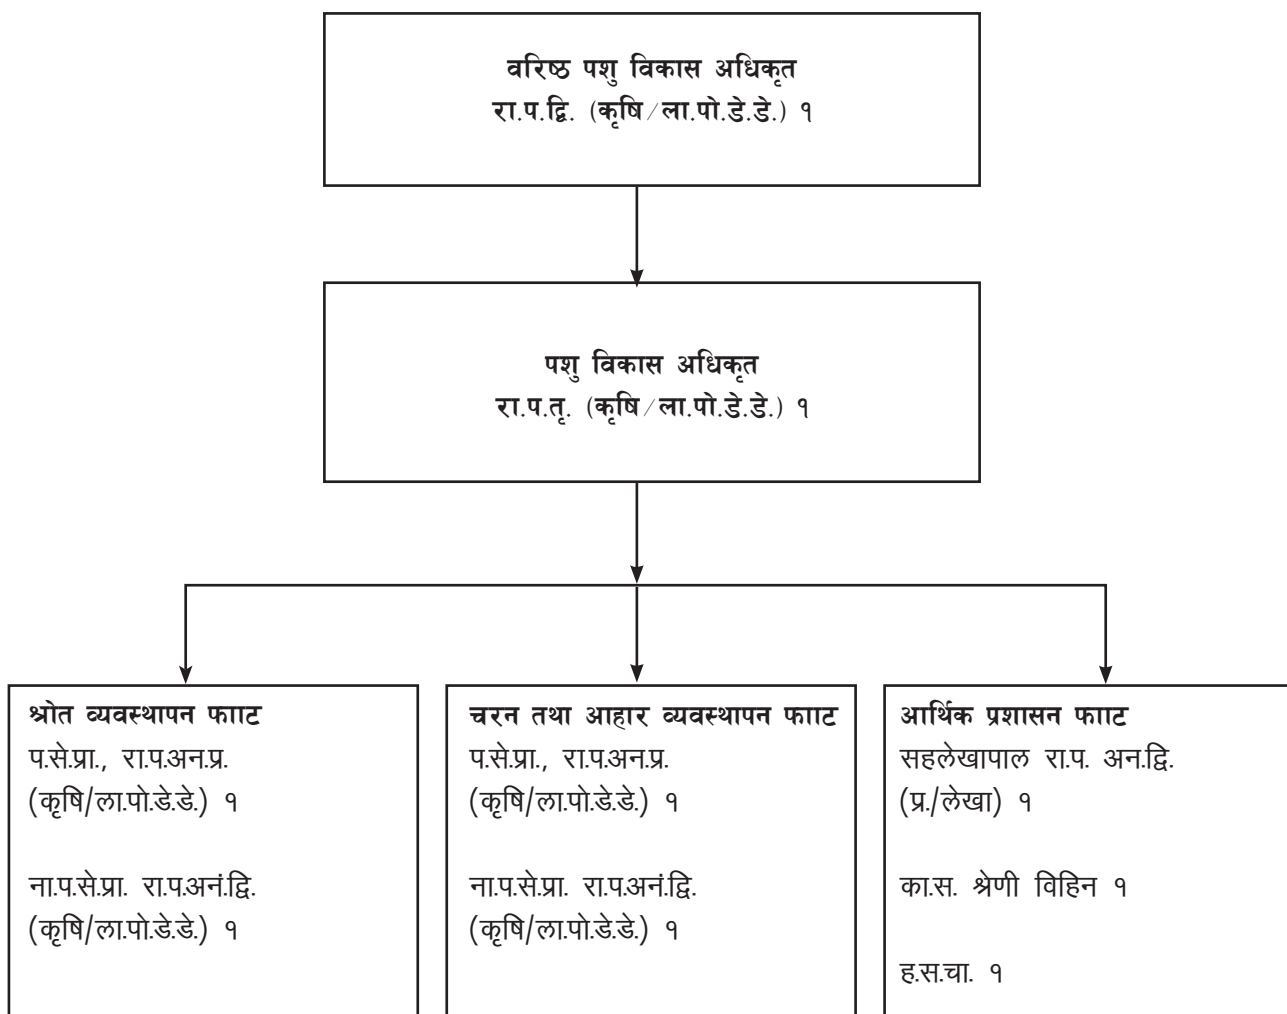 वरिष्ठ पशु विकास अधिकृत
रा.प.द्वि. (कृषि/ला.पो.डे.डे.) १
पशु विकास अधिकृत
रा.प.तृ. (कृषि/ला.पो.डे.डे.) १
श्रोत व्यवस्थापन फााट
प.से.प्रा., रा.प.अन.प्र.
(कृषि/ला.पो.डे.डे.) १
ना.प.से.प्रा. रा.प.अनं.द्वि.
(कृषि/ला.पो.डे.डे.) १
चरन तथा आहार व्यवस्थापन फााट
प.से.प्रा., रा.प.अन.प्र.
(कृषि/ला.पो.डे.डे.) १
ना.प.से.प्रा. रा.प.अनं.द्वि.
(कृषि/ला.पो.डे.डे.) १
आर्थिक प्रशासन फााट
सहलेखापाल रा.प. अन.द्वि.
(प्र./लेखा) १
का.स. श्रेणी विहिन १
ह.स.चा. १